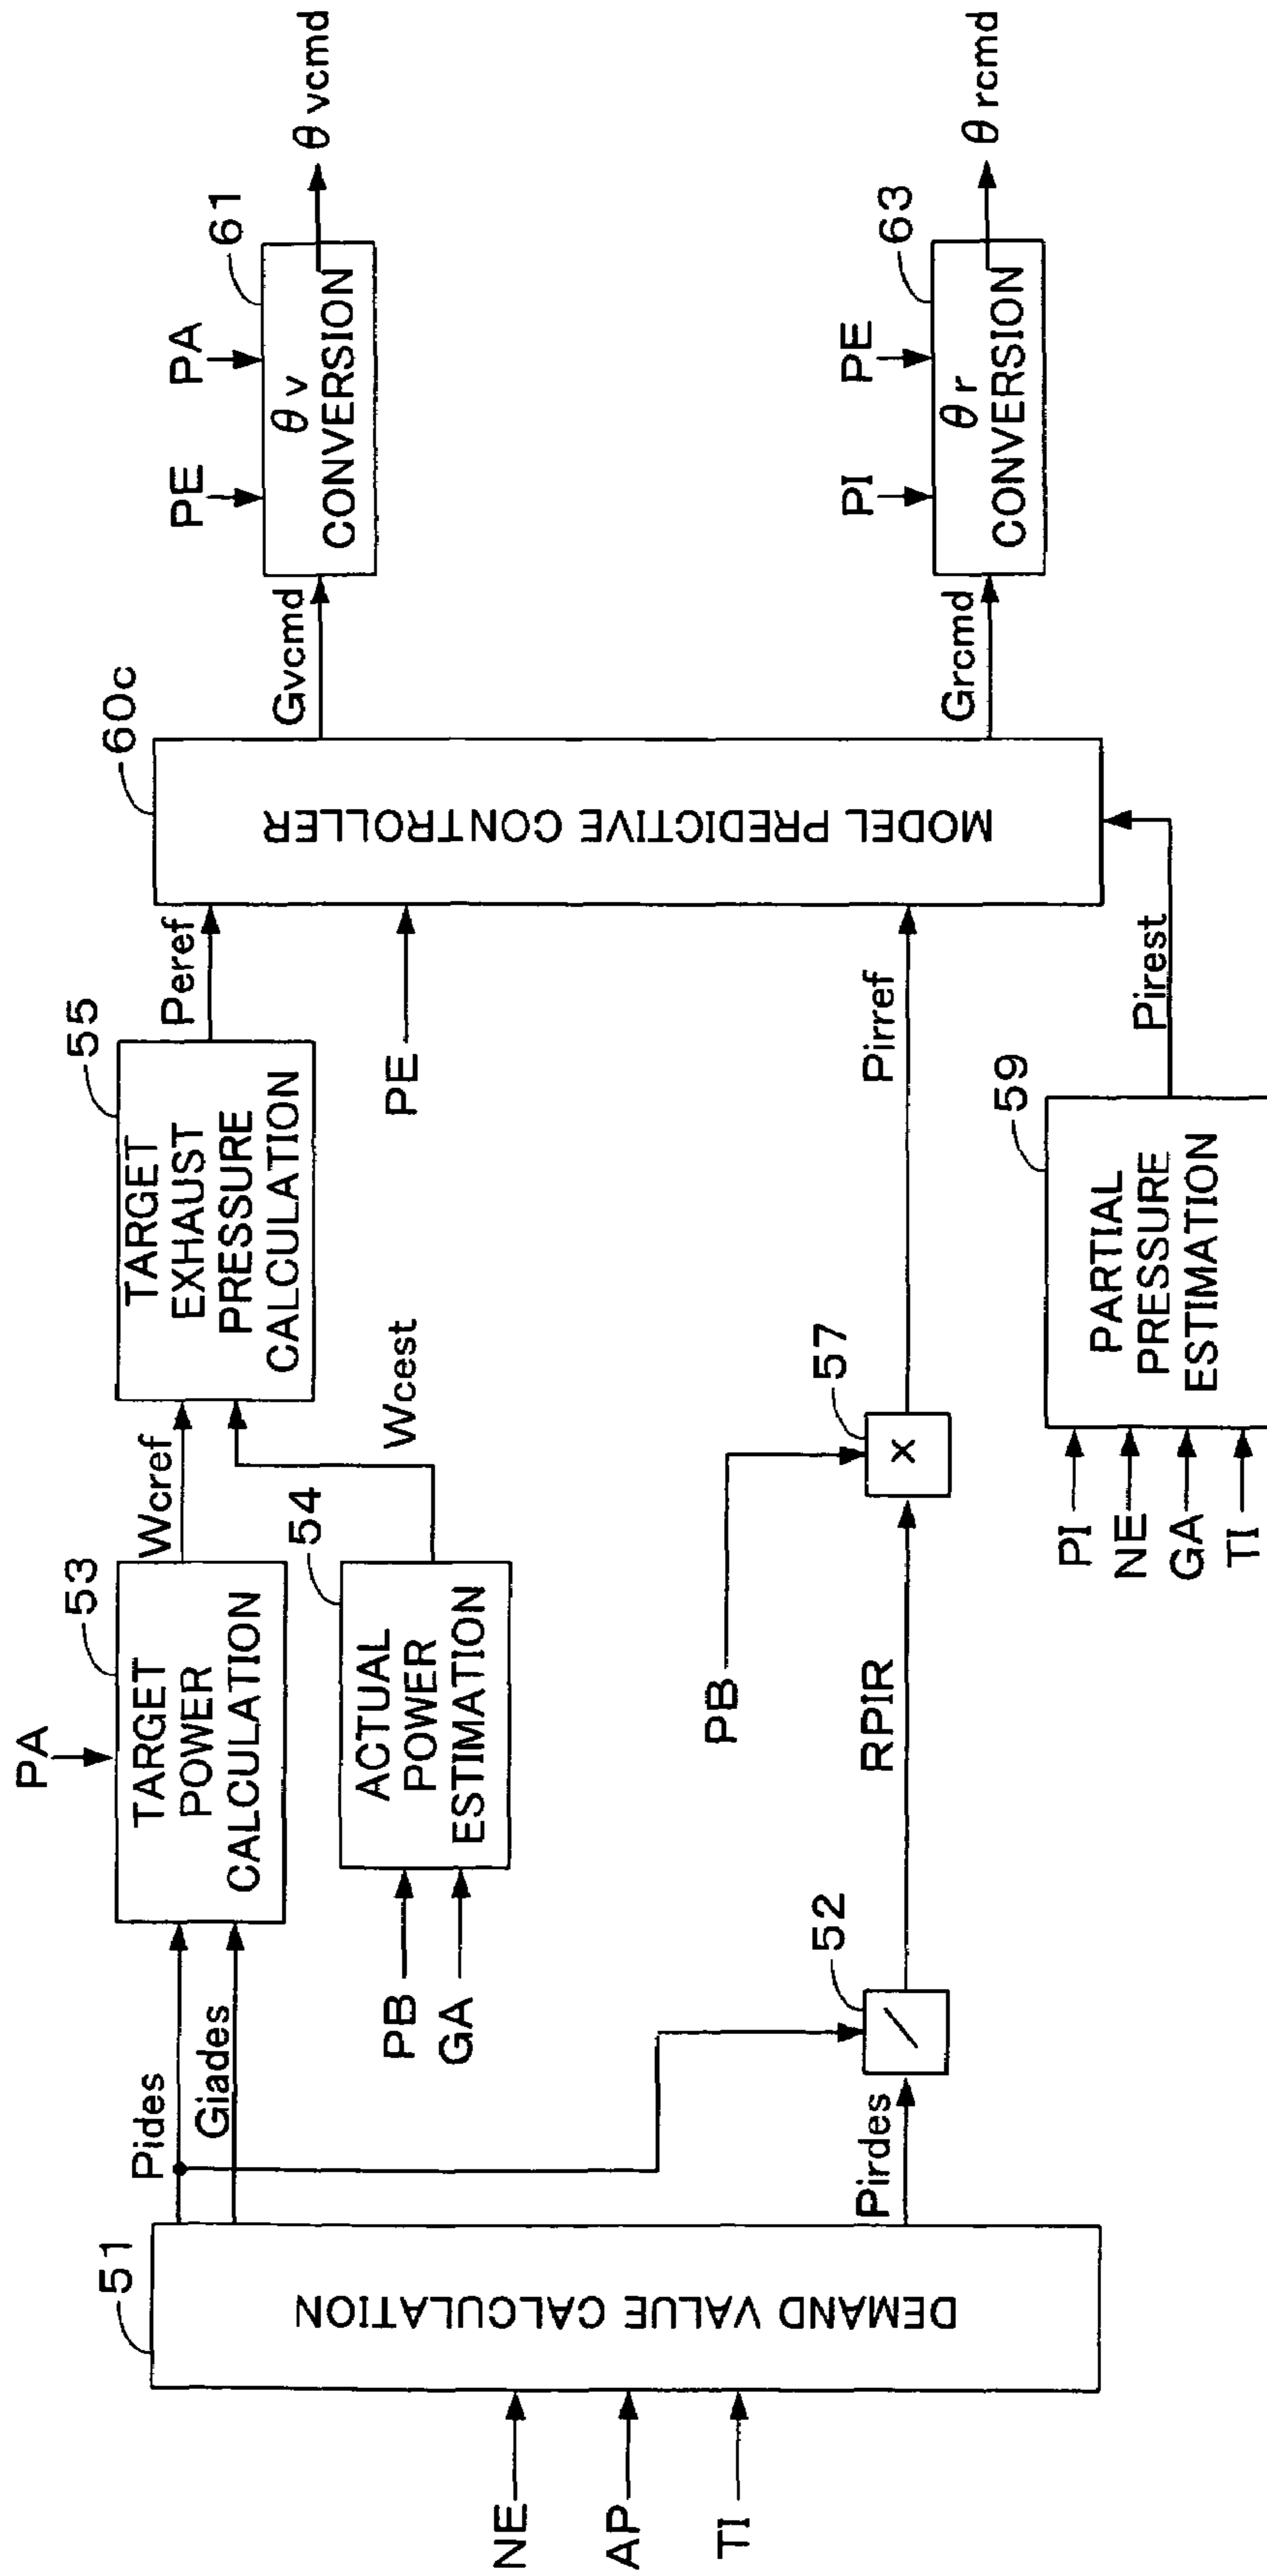 51
DEMAND VALUE CALCULATION
NE
AP
TI
Pides
Giades
Pirdes
PA
53
TARGET
POWER
CALCULATION
54
ACTUAL
POWER
ESTIMATION
PB
GA
52
/
RPIR
PB
57
×
Wcref
Wcest
55
TARGET
EXHAUST
PRESSURE
CALCULATION
Peref
PE
Pirref
59
PARTIAL
PRESSURE
ESTIMATION
PI
NE
GA
TI
Pirest
60c
MODEL PREDICTIVE CONTROLLER
Gvcmd
Grcmd
PE
PA
61
θv
CONVERSION
θvcmd
PI
PE
63
θr
CONVERSION
θrcmd